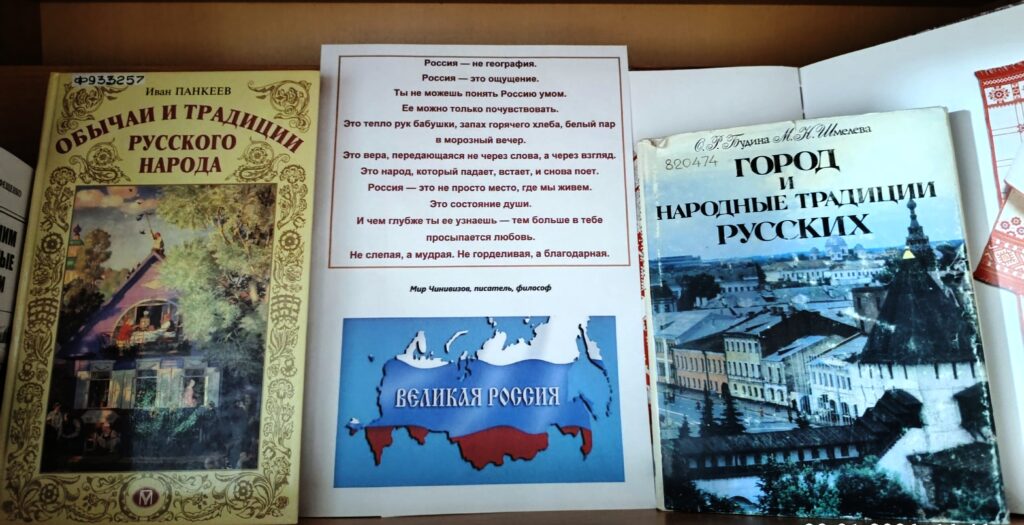 Ф933257
Иван ПАНКЕЕВ
ОБЫЧАИ И ТРАДИЦИИ
РУССКОГО
НАРОДА
М
Россия — не география.
Россия — это ощущение.
Ты не можешь понять Россию умом.
Ее можно только почувствовать.
Это тепло рук бабушки, запах горячего хлеба, белый пар
в морозный вечер.
Это вера, передающаяся не через слова, а через взгляд.
Это народ, который падает, встает, и снова поет.
Россия — это не просто место, где мы живем.
Это состояние души.
И чем глубже ты ее узнаешь — тем больше в тебе
просыпается любовь.
Не слепая, а мудрая. Не горделивая, а благодарная.
Мир Чинивизов, писатель, философ
ВЕЛИКАЯ РОССИЯ
О. Р. Будина М. Н. Шмелева
820474
ГОРОД
И
НАРОДНЫЕ ТРАДИЦИИ
РУССКИХ